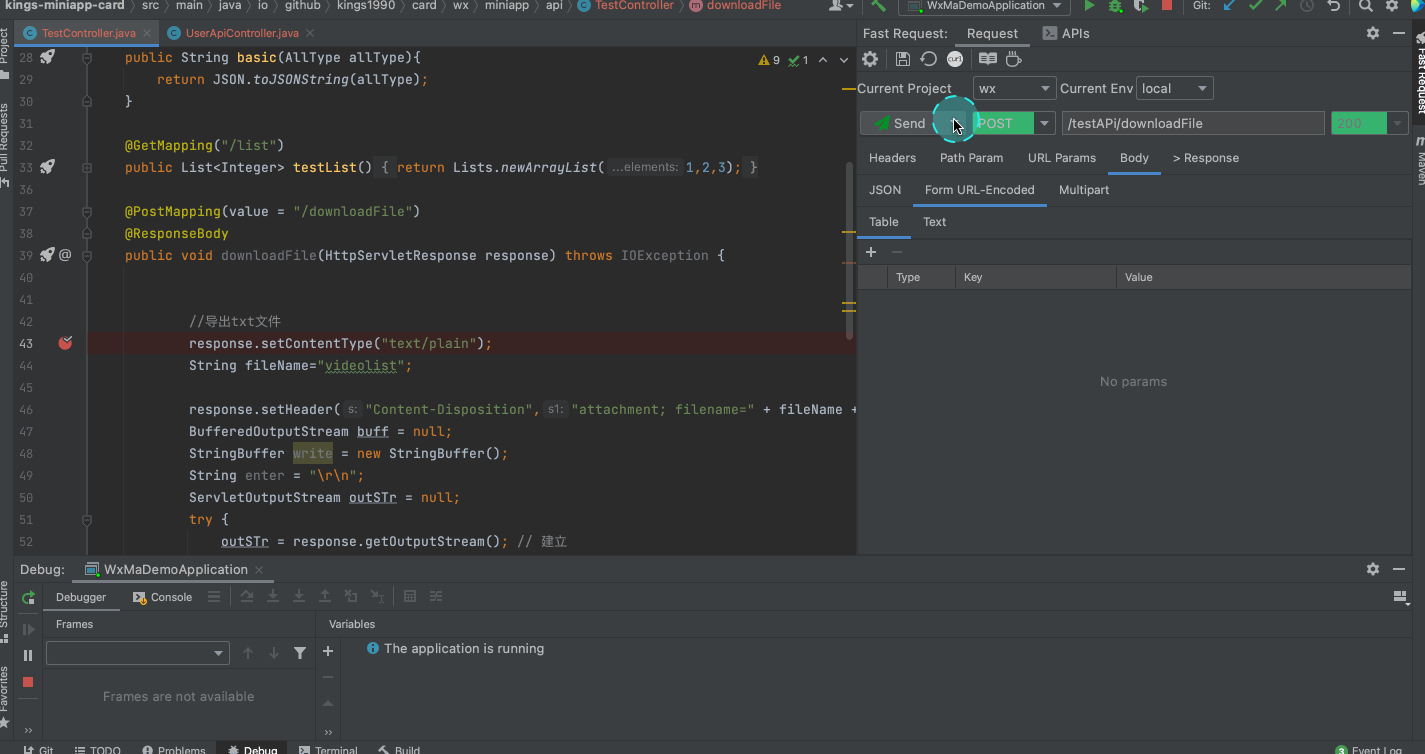 kings-miniapp-card > src > main > java > io > github > kings1990 > card > wx > miniapp > api > TestController > downloadFile
WxMaDemoApplication
Git:
TestController.java
UserApiController.java
Fast Request:
Request
APIs
Project
Pull Requests
Structure
Favorites
Fast Request
Maven
9
1
28 public String basic(AllType allType){
29 return JSON.toJSONString(allType);
30 }
31
32 @GetMapping("/list")
33 public List<Integer> testList() { return Lists.newArrayList( ...elements: 1,2,3); }
36
37 @PostMapping(value = "/downloadFile")
38 @ResponseBody
39 @ public void downloadFile(HttpServletResponse response) throws IOException {
40
41
42 //导出txt文件
43 response.setContentType("text/plain");
44 String fileName="videolist";
45
46 response.setHeader( s: "Content-Disposition", s1: "attachment; filename=" + fileName +
47 BufferedOutputStream buff = null;
48 StringBuffer write = new StringBuffer();
49 String enter = "\r\n";
50 ServletOutputStream outSTr = null;
51 try {
52 outSTr = response.getOutputStream(); // 建立
curl
Current Project
wx
Current Env
local
Send
POST
/testAPi/downloadFile
200
Headers
Path Param
URL Params
Body
> Response
JSON
Form URL-Encoded
Multipart
Table
Text
Type
Key
Value
No params
Debug:
WxMaDemoApplication
Debugger
Console
Frames
Variables
The application is running
Frames are not available
Git
TODO
Problems
Debug
Terminal
Build
3 Event Log